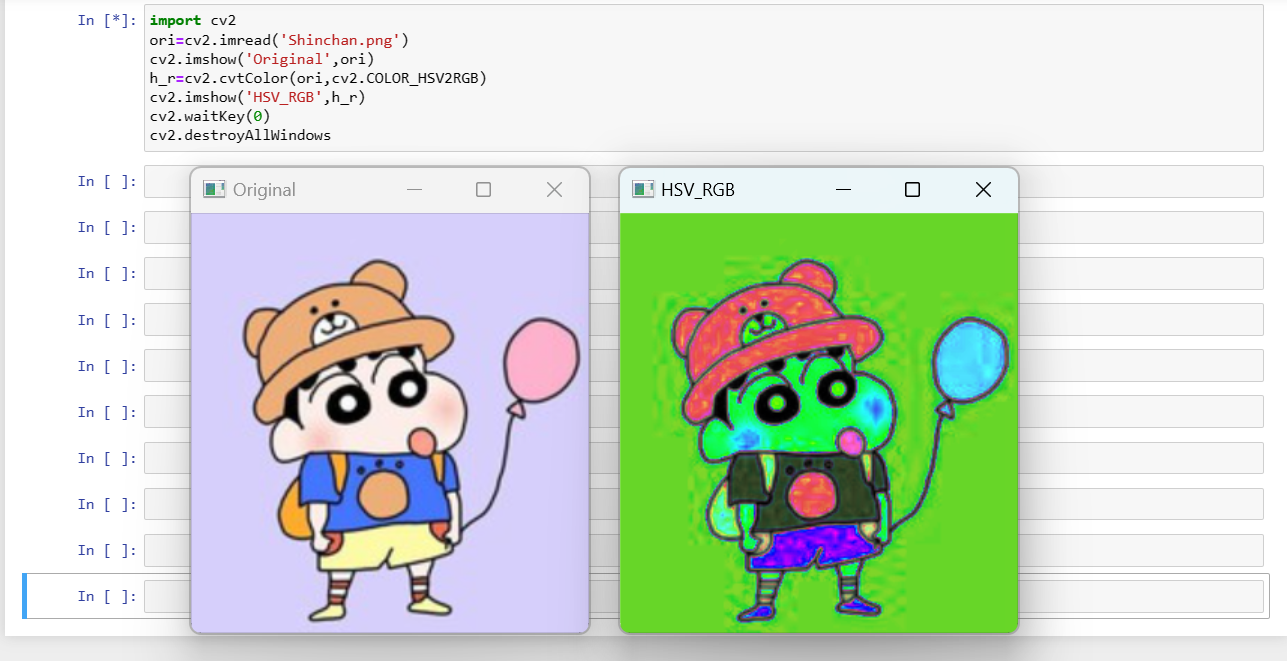 In [*]: import cv2
ori=cv2.imread('Shinchan.png')
cv2.imshow('Original',ori)
h_r=cv2.cvtColor(ori,cv2.COLOR_HSV2RGB)
cv2.imshow('HSV_RGB',h_r)
cv2.waitKey(0)
cv2.destroyAllWindows
In [ ]:
Original
HSV_RGB
In [ ]:
In [ ]:
In [ ]:
In [ ]:
In [ ]:
In [ ]:
In [ ]:
In [ ]:
In [ ]: